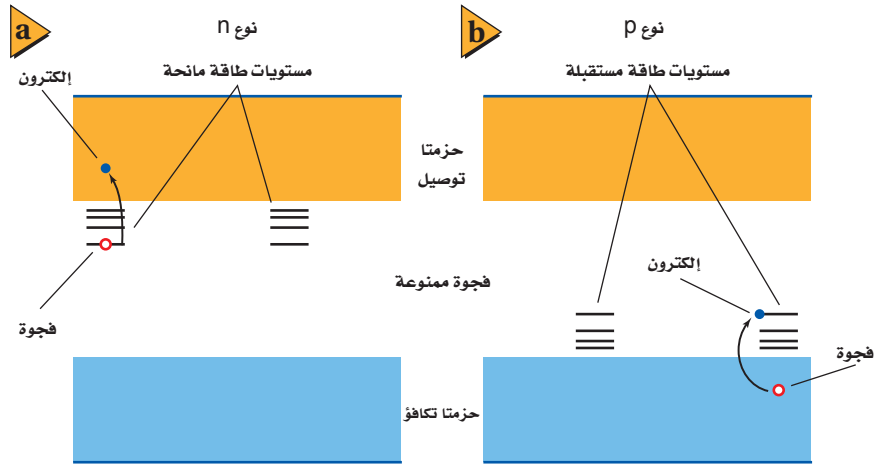 a
نوع n
مستويات طاقة مانحة
إلكترون
فجوة
b
نوع p
مستويات طاقة مستقبلة
إلكترون
فجوة
حزمتا
توصيل
فجوة ممنوعة
حزمتا تكافؤ